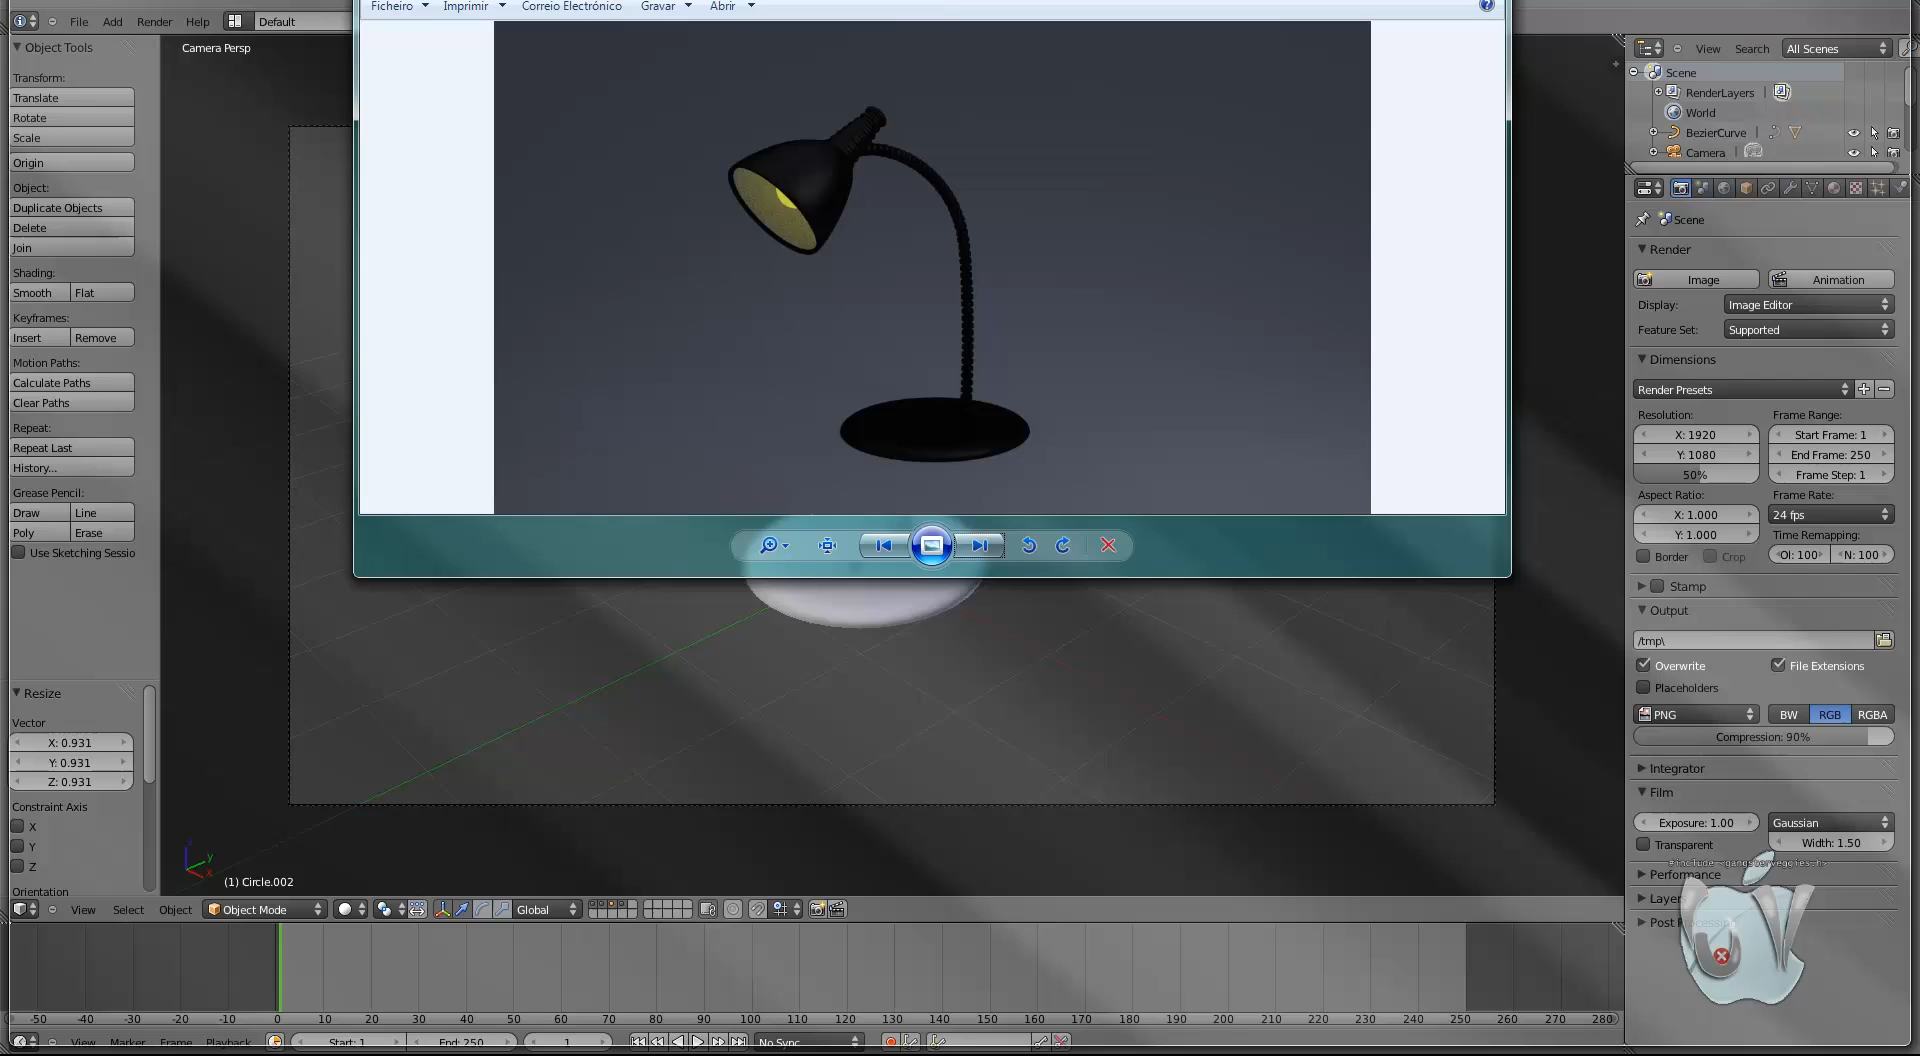 Ficheiro Imprimir Correio Electrónico Gravar Abrir
File Add Render Help Default
Object Tools
Camera Persp
Transform:
Translate
Rotate
Scale
Origin
Object:
Duplicate Objects
Delete
Join
Shading:
Smooth Flat
Keyframes:
Insert Remove
Motion Paths:
Calculate Paths
Clear Paths
Repeat:
Repeat Last
History...
Grease Pencil:
Draw Line
Poly Erase
Use Sketching Sessio
Resize
Vector
X: 0.931
Y: 0.931
Z: 0.931
Constraint Axis
X
Y
Z
Orientation
z
y
x
(1) Circle.002
View Select Object Object Mode Global
-50 -40 -30 -20 -10 0 10 20 30 40 50 60 70 80 90 100 110 120 130 140 150 160 170 180 190 200 210 220 230 240 250 260 270 280
View Marker Frame Playback Start: 1 End: 250 1 No Sync
View Search All Scenes
Scene
RenderLayers
World
BezierCurve
Camera
Scene
Render
Image Animation
Display: Image Editor
Feature Set: Supported
Dimensions
Render Presets
Resolution: Frame Range:
X: 1920 Start Frame: 1
Y: 1080 End Frame: 250
50% Frame Step: 1
Aspect Ratio: Frame Rate:
X: 1.000 24 fps
Y: 1.000 Time Remapping:
Border Crop Ol: 100 N: 100
Stamp
Output
/tmp\
Overwrite File Extensions
Placeholders
PNG BW RGB RGBA
Compression: 90%
Integrator
Film
Exposure: 1.00 Gaussian
Transparent Width: 1.50
#include <gangstervegies.h>
Performance
Layers
Post Processing